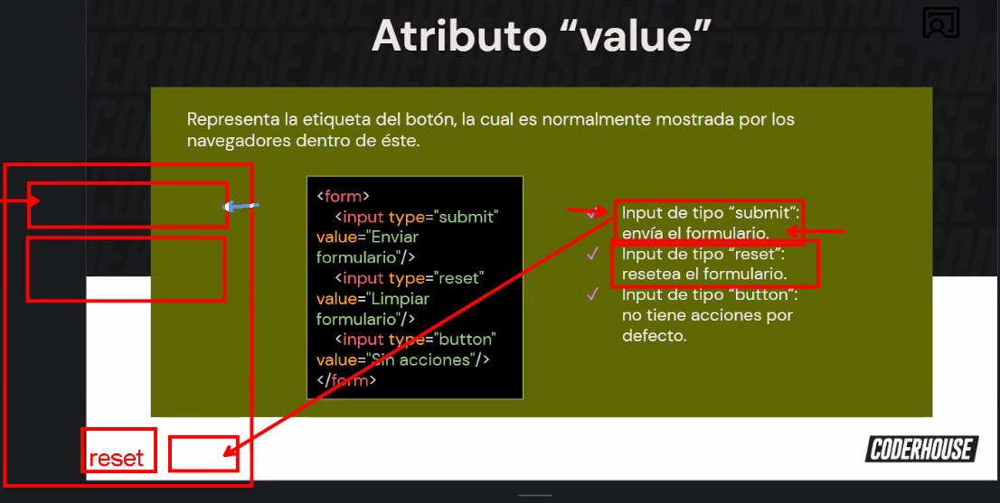 Atributo “value”
Representa la etiqueta del botón, la cual es normalmente mostrada por los
navegadores dentro de éste.
<form>
<input type="submit"
value="Enviar
formulario"/>
<input type="reset"
value="Limpiar
formulario"/>
<input type="button"
value="Sin acciones"/>
</form>
✓ Input de tipo “submit”:
envía el formulario.
✓ Input de tipo “reset”:
resetea el formulario.
✓ Input de tipo “button”:
no tiene acciones por
defecto.
reset
CODERHOUSE